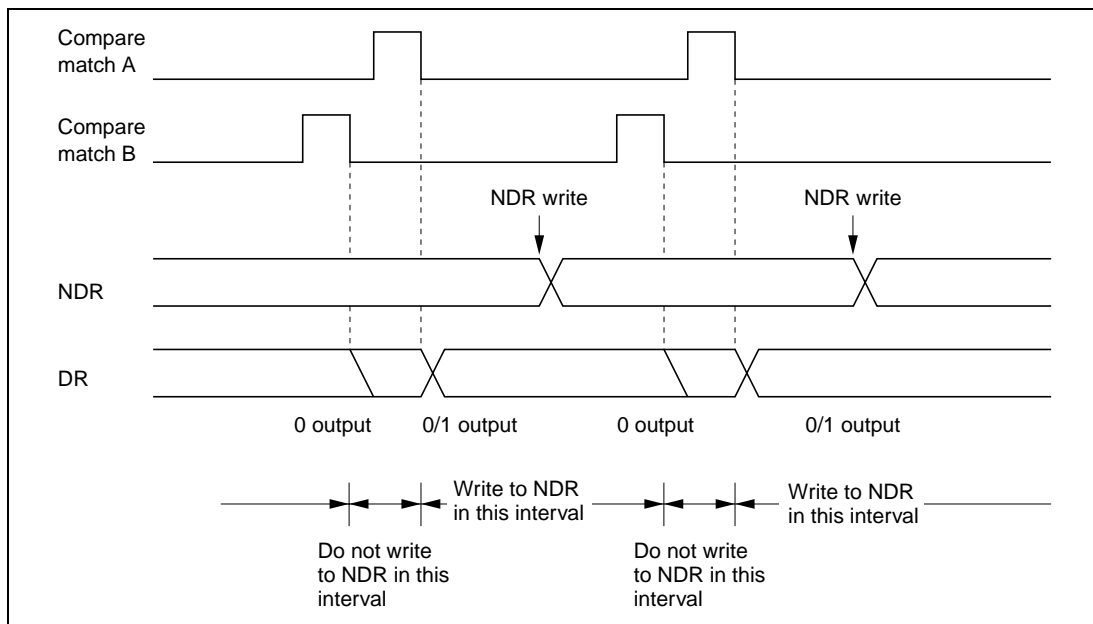 Compare
match A
Compare
match B
NDR write
NDR write
NDR
DR
0 output
0/1 output
0 output
0/1 output
Write to NDR
in this interval
Write to NDR
in this interval
Do not write
to NDR in this
interval
Do not write
to NDR in this
interval